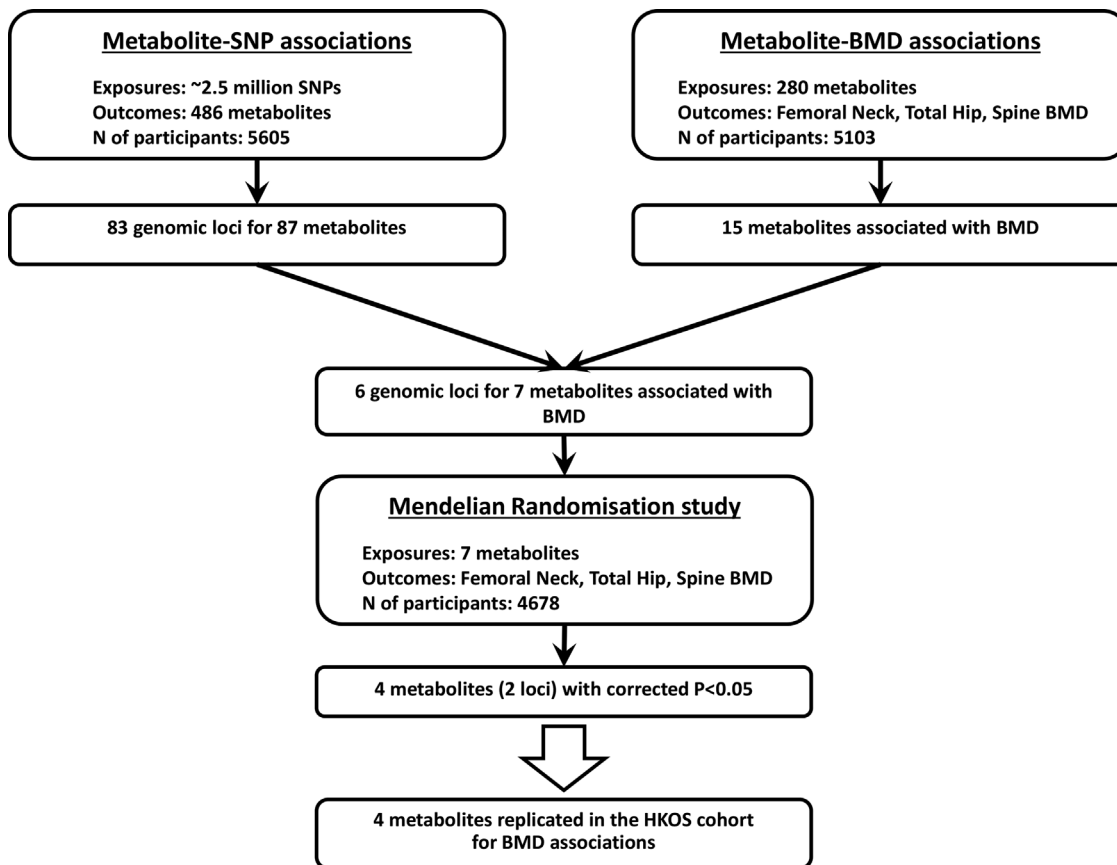 Metabolite-SNP associations
Exposures: ~2.5 million SNPs
Outcomes: 486 metabolites
N of participants: 5605
Metabolite-BMD associations
Exposures: 280 metabolites
Outcomes: Femoral Neck, Total Hip, Spine BMD
N of participants: 5103
83 genomic loci for 87 metabolites
15 metabolites associated with BMD
6 genomic loci for 7 metabolites associated with
BMD
Mendelian Randomisation study
Exposures: 7 metabolites
Outcomes: Femoral Neck, Total Hip, Spine BMD
N of participants: 4678
4 metabolites (2 loci) with corrected P<0.05
4 metabolites replicated in the HKOS cohort
for BMD associations